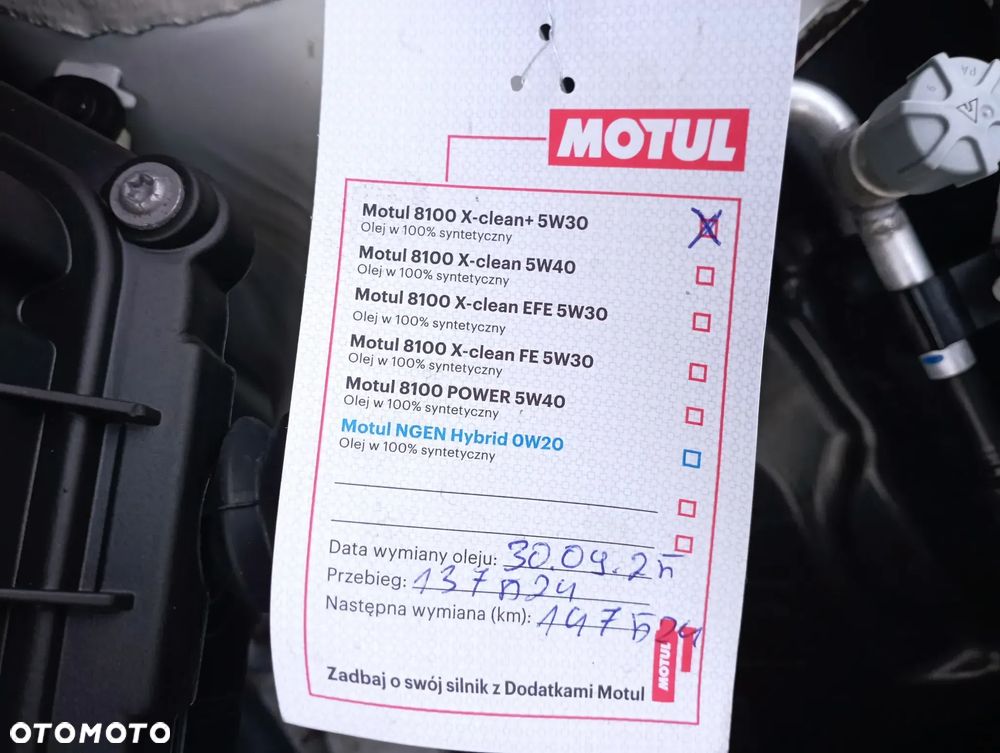 MOTUL
Motul 8100 X-clean+ 5W30
Olej w 100% syntetyczny
Motul 8100 X-clean 5W40
Olej w 100% syntetyczny
Motul 8100 X-clean EFE 5W30
Olej w 100% syntetyczny
Motul 8100 X-clean FE 5W30
Olej w 100% syntetyczny
Motul 8100 POWER 5W40
Olej w 100% syntetyczny
Motul NGEN Hybrid 0W20
Olej w 100% syntetyczny
Data wymiany oleju:
Przebieg: 137524
Następna wymiana (km): 147524
MOTUL
Zadbaj o swój silnik z Dodatkami Motul
OTOMOTO